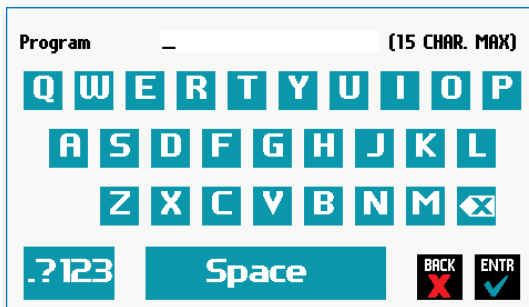 Program _ (15 CHAR. MAX)
Q W E R T Y U I O P
A S D F G H J K L
Z X C V B N M X
.?123 Space BACK X ENTR